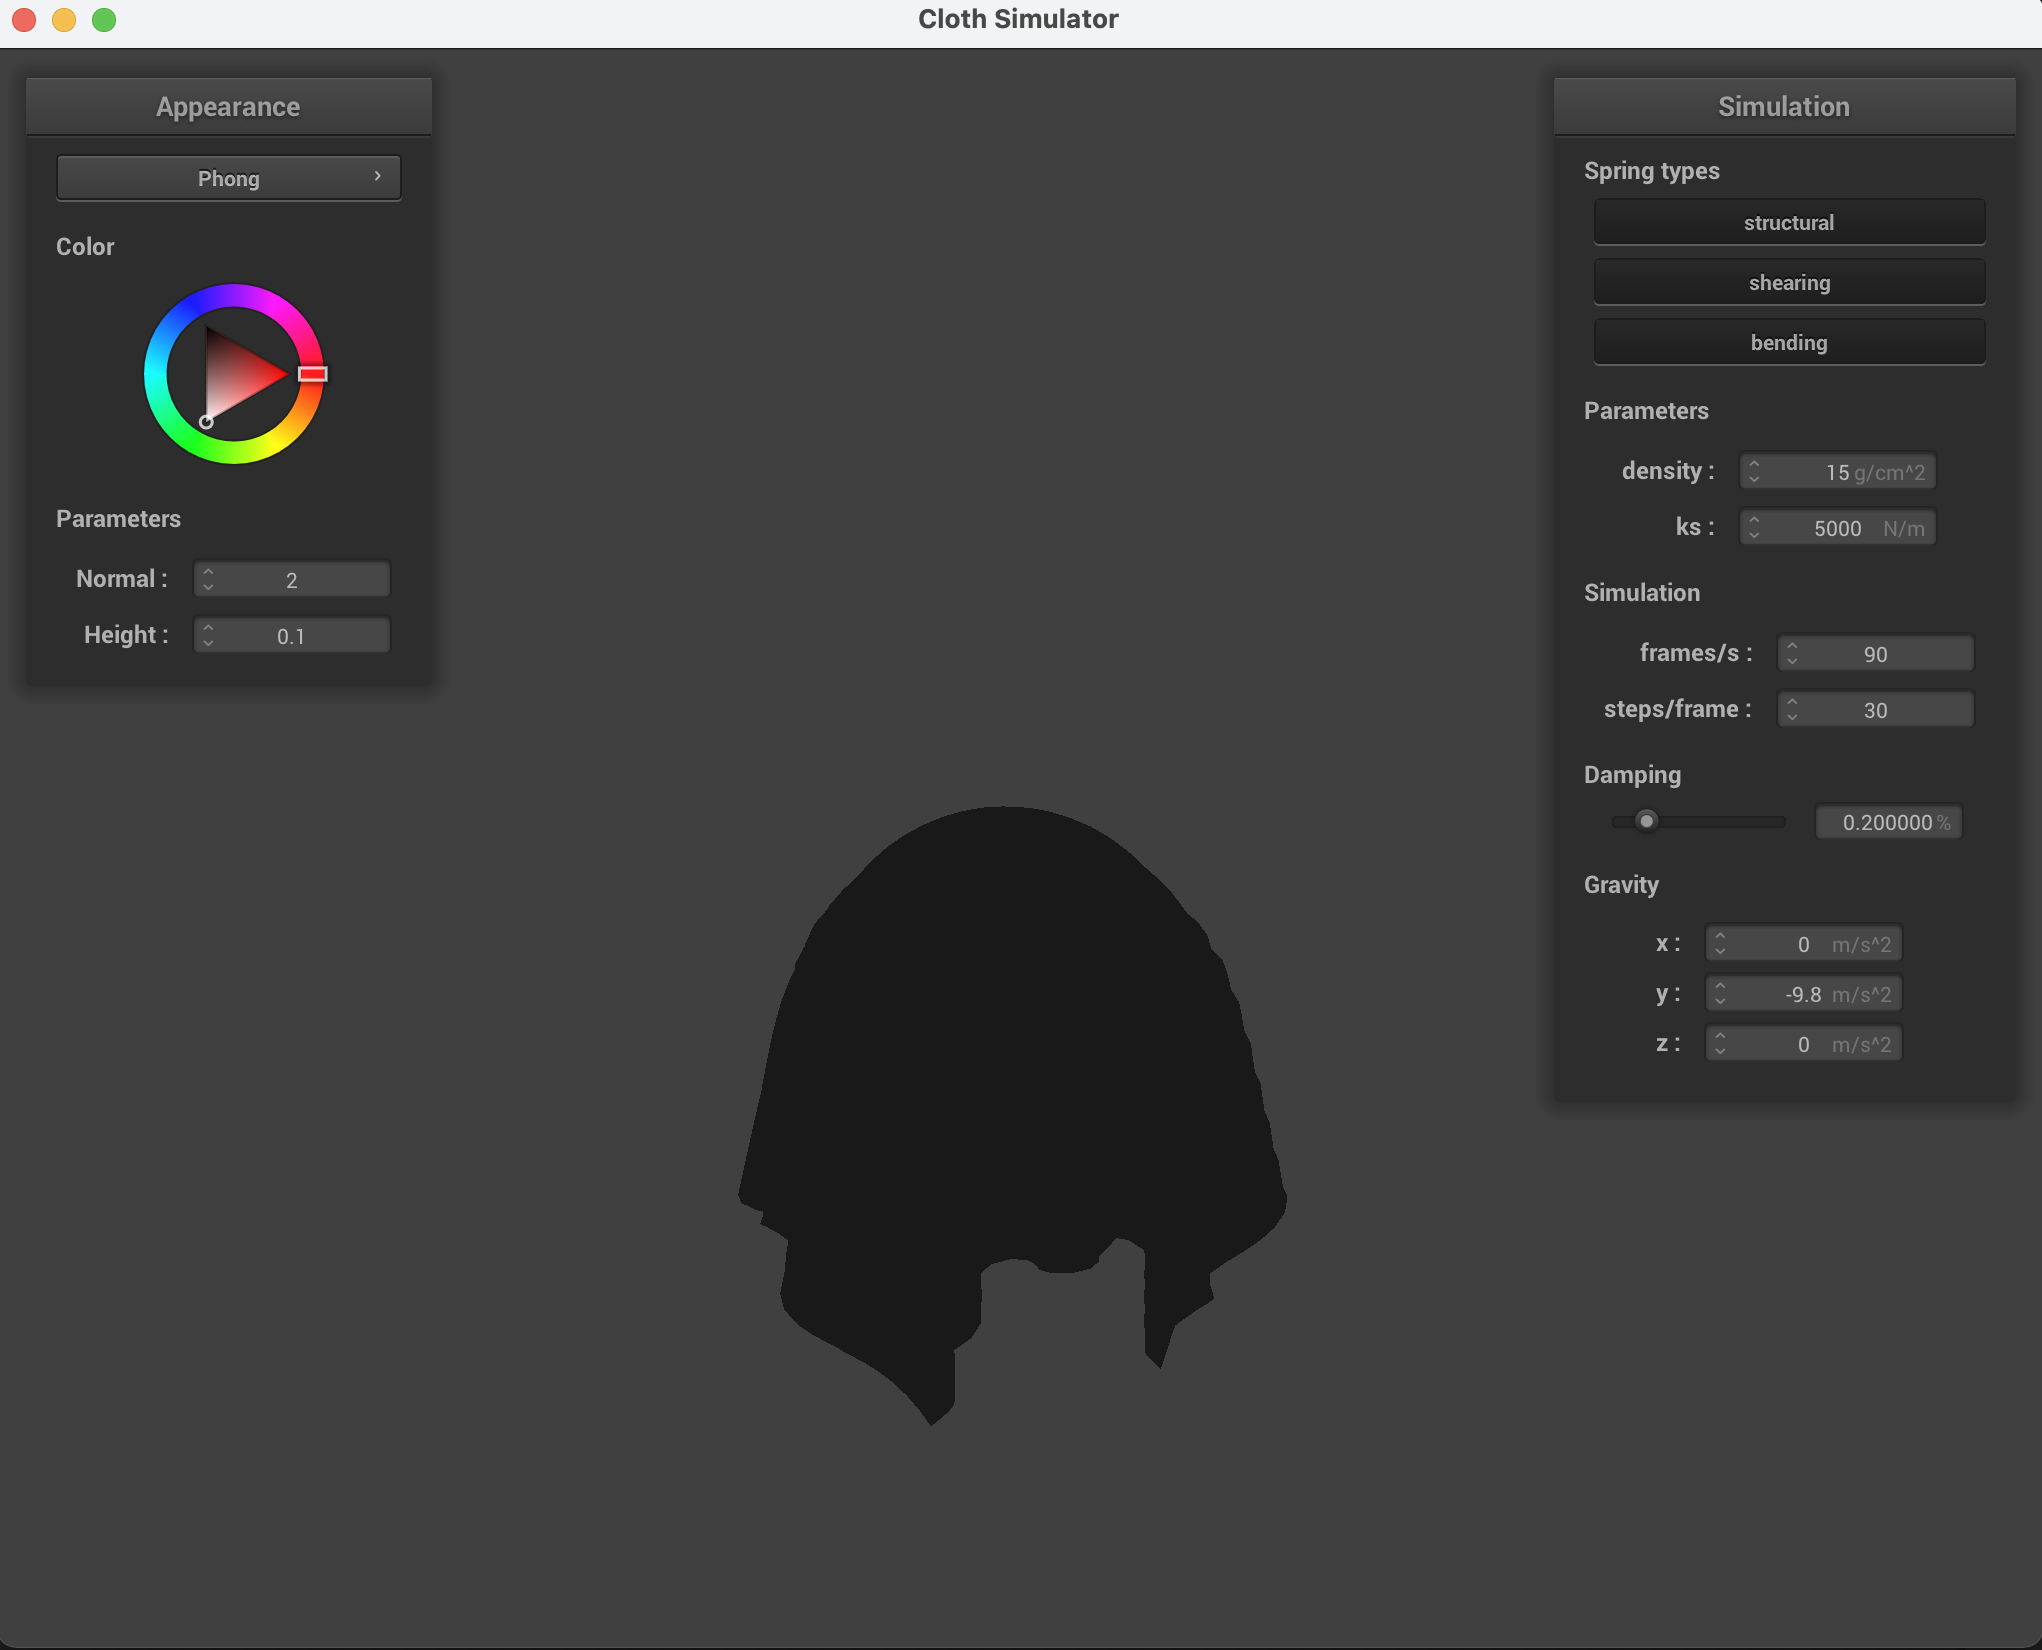 Cloth Simulator
Appearance
Phong
Color
Parameters
Normal : 2
Height : 0.1
Simulation
Spring types
structural
shearing
bending
Parameters
density : 15 g/cm^2
ks : 5000 N/m
Simulation
frames/s : 90
steps/frame : 30
Damping
0.200000 %
Gravity
x : 0 m/s^2
y : -9.8 m/s^2
z : 0 m/s^2